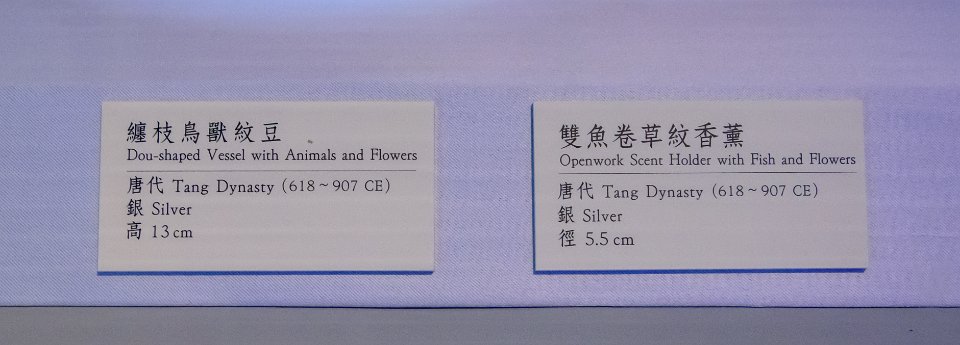 纏枝鳥獸紋豆
Dou-shaped Vessel with Animals and Flowers
唐代 Tang Dynasty (618～907 CE)
銀 Silver
高 13 cm
雙魚卷草紋香薰
Openwork Scent Holder with Fish and Flowers
唐代 Tang Dynasty (618～907 CE)
銀 Silver
徑 5.5 cm